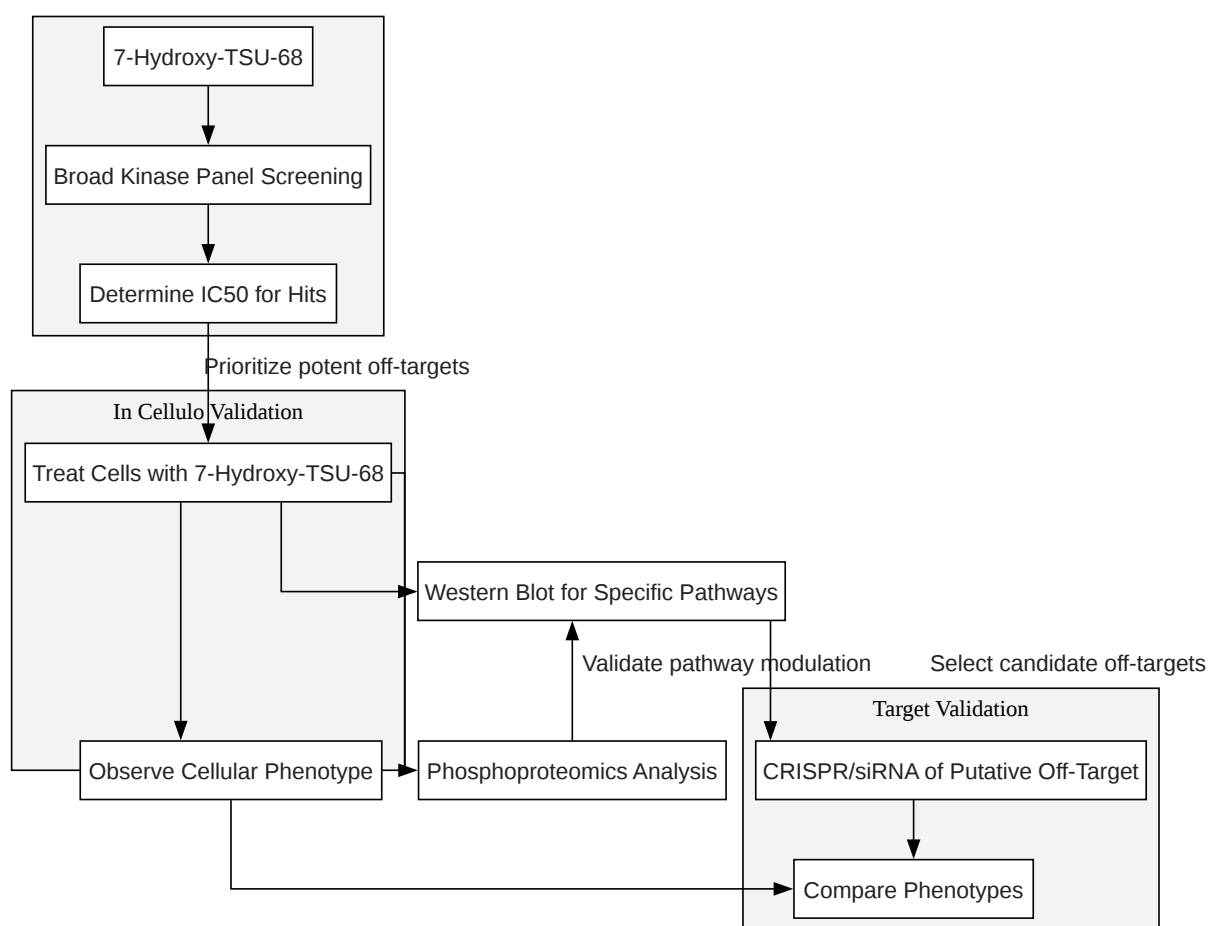 7-Hydroxy-TSU-68
Broad Kinase Panel Screening
Determine IC50 for Hits
Prioritize potent off-targets
In Cellulo Validation
Treat Cells with 7-Hydroxy-TSU-68
Western Blot for Specific Pathways
Validate pathway modulation
Select candidate off-targets
Target Validation
Observe Cellular Phenotype
Phosphoproteomics Analysis
CRISPR/siRNA of Putative Off-Target
Compare Phenotypes